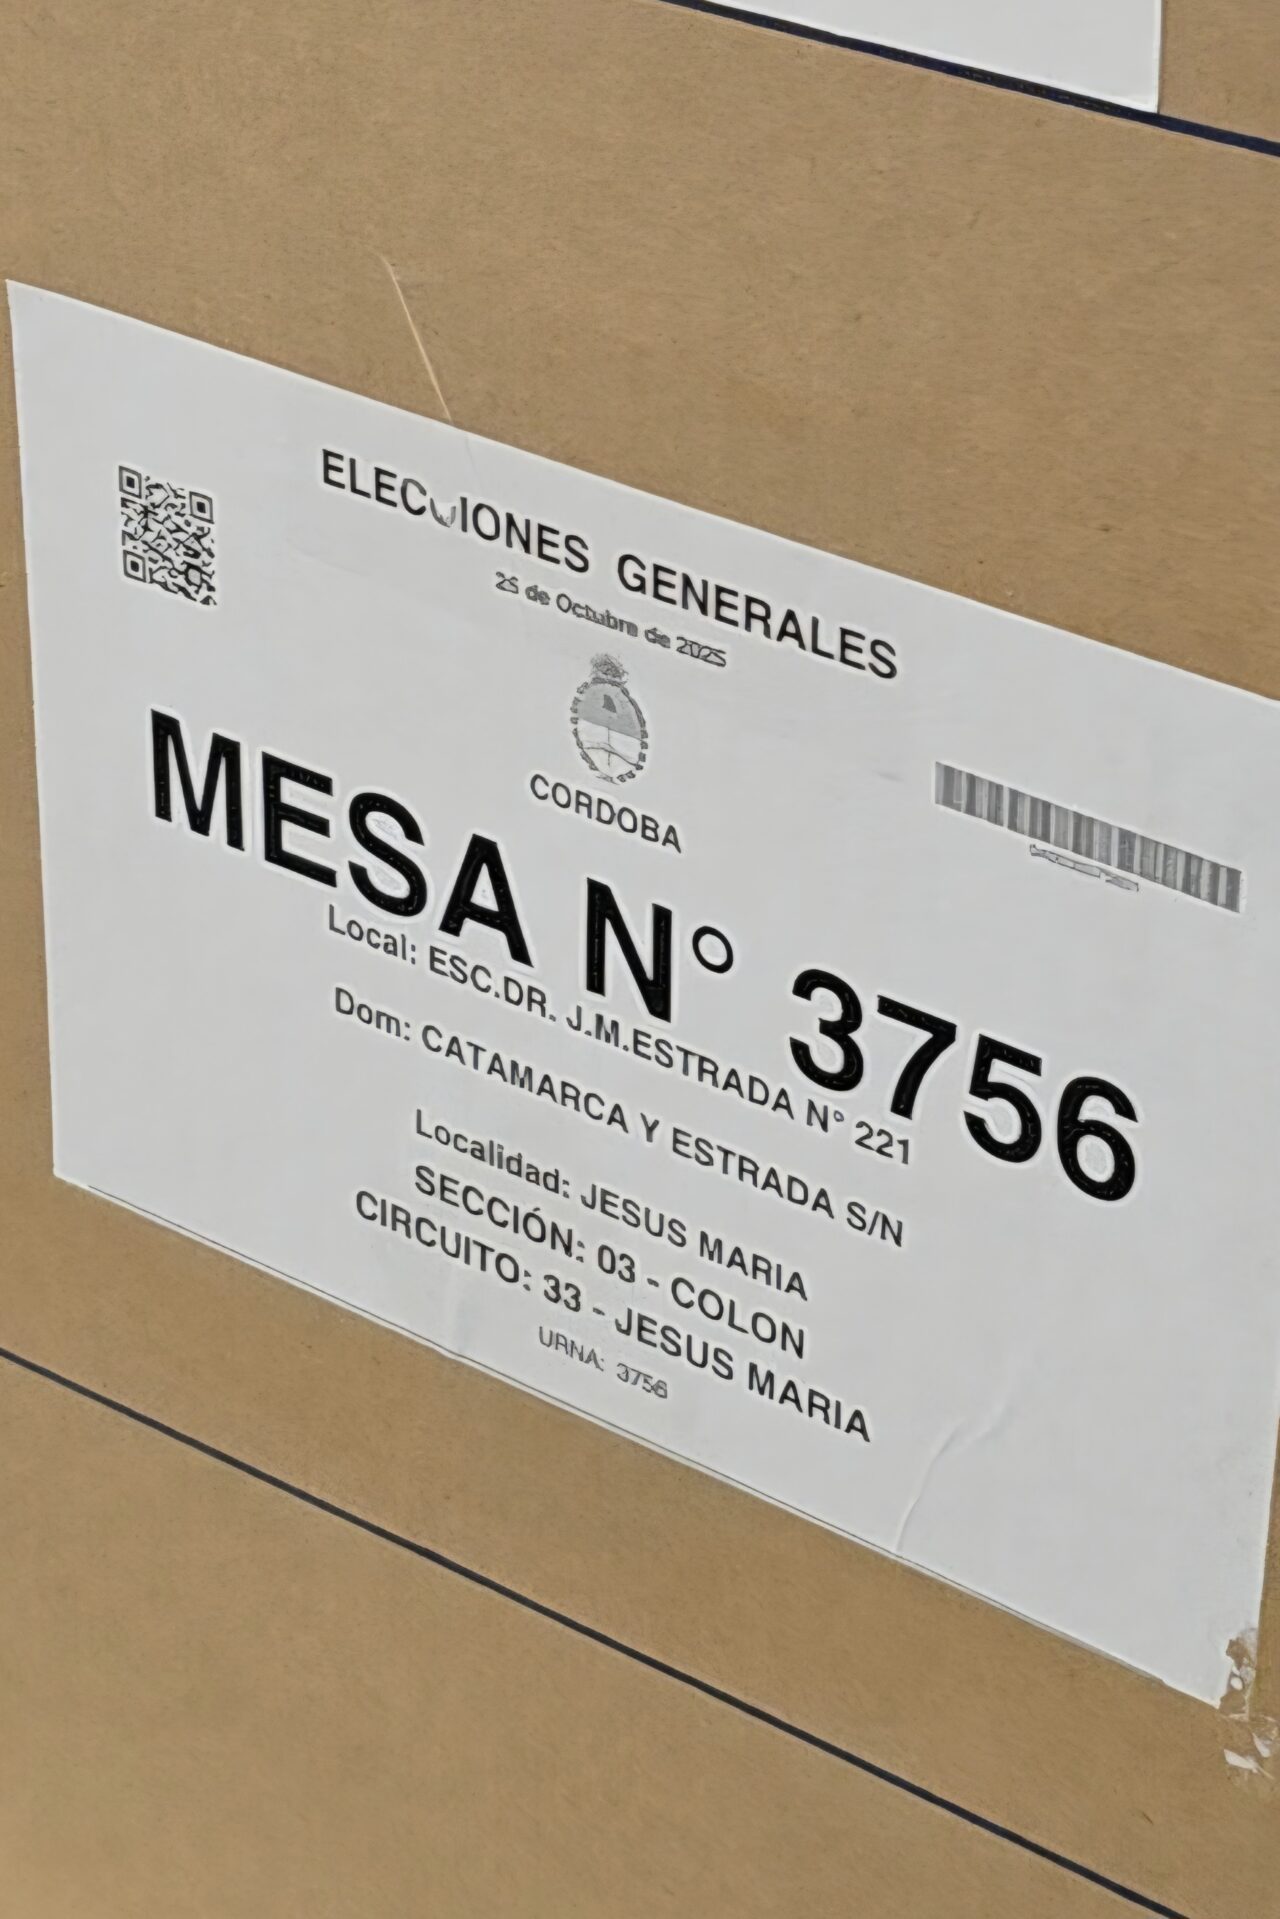 ELECCIONES GENERALES
26 de Octubre de 2025
CORDOBA
MESA N° 3756
Local: ESC.DR. J.M.ESTRADA N° 221
Dom: CATAMARCA Y ESTRADA S/N
Localidad: JESUS MARIA
SECCIÓN: 03 - COLON
CIRCUITO: 33 - JESUS MARIA
URNA: 3756